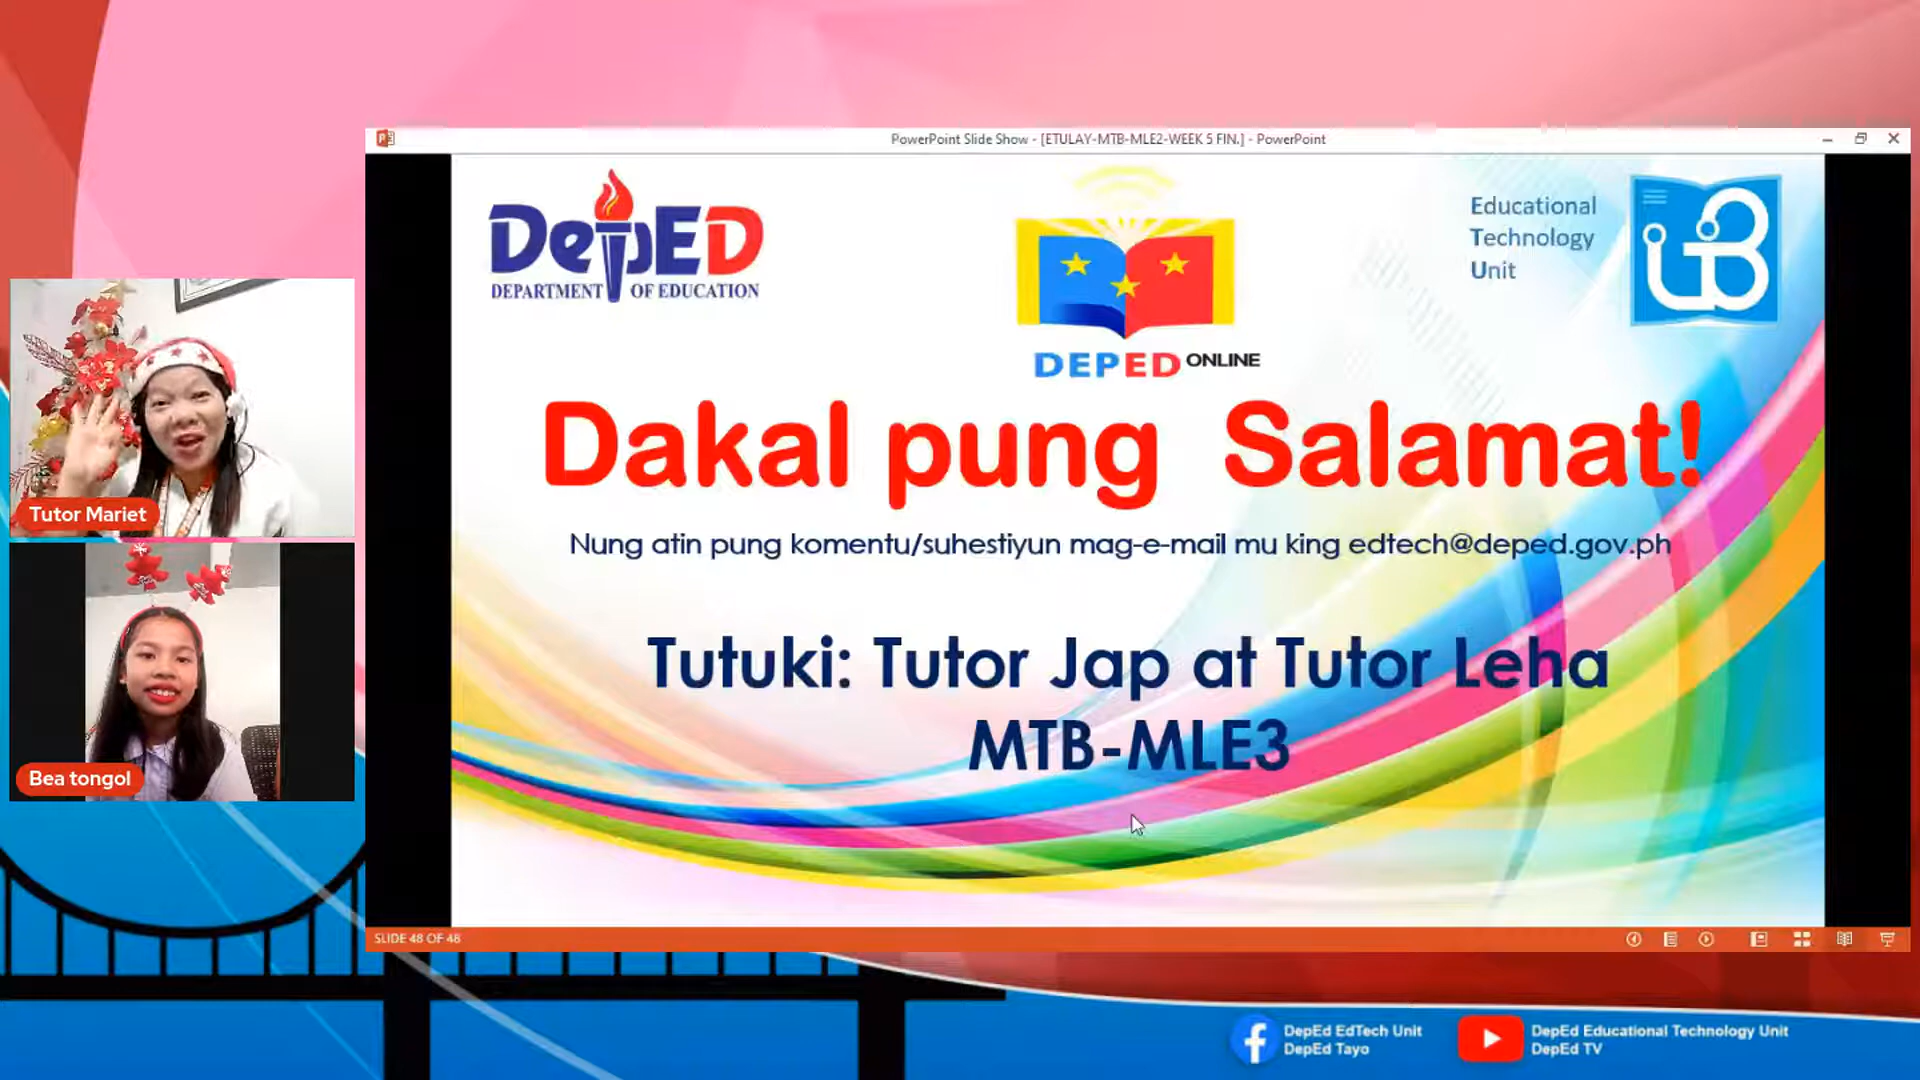 PowerPoint Slide Show - [ETULAY-MTB-MLE2-WEEK 5 FIN.] - PowerPoint
DepED
DEPARTMENT OF EDUCATION
DEPED ONLINE
Educational
Technology
Unit
Dakal pung Salamat!
Nung atin pung komentu/suhestiyun mag-e-mail mu king edtech@deped.gov.ph
Tutuki: Tutor Jap at Tutor Leha
MTB-MLE3
Tutor Mariet
Bea tongol
SLIDE 48 OF 48
DepEd EdTech Unit
DepEd Tayo
DepEd Educational Technology Unit
DepEd TV